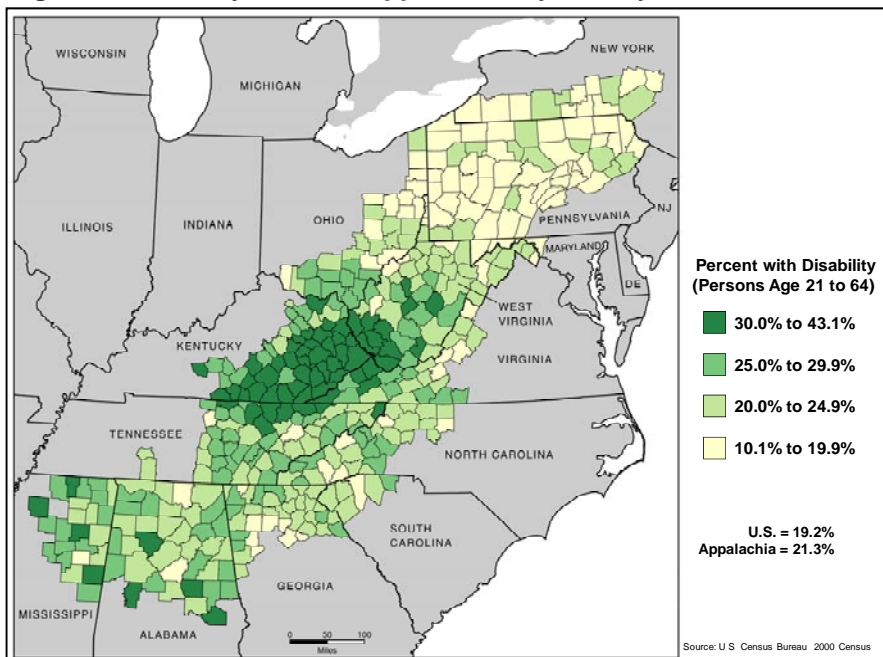 WISCONSIN
MICHIGAN
NEW YORK
ILLINOIS
INDIANA
OHIO
PENNSYLVANIA
NJ
MARYLAND
DE
WEST
VIRGINIA
VIRGINIA
KENTUCKY
TENNESSEE
NORTH CAROLINA
SOUTH
CAROLINA
GEORGIA
MISSISSIPPI
ALABAMA
0 50 100
Miles
Percent with Disability
(Persons Age 21 to 64)
30.0% to 43.1%
25.0% to 29.9%
20.0% to 24.9%
10.1% to 19.9%
U.S. = 19.2%
Appalachia = 21.3%
Source: U S Census Bureau 2000 Census